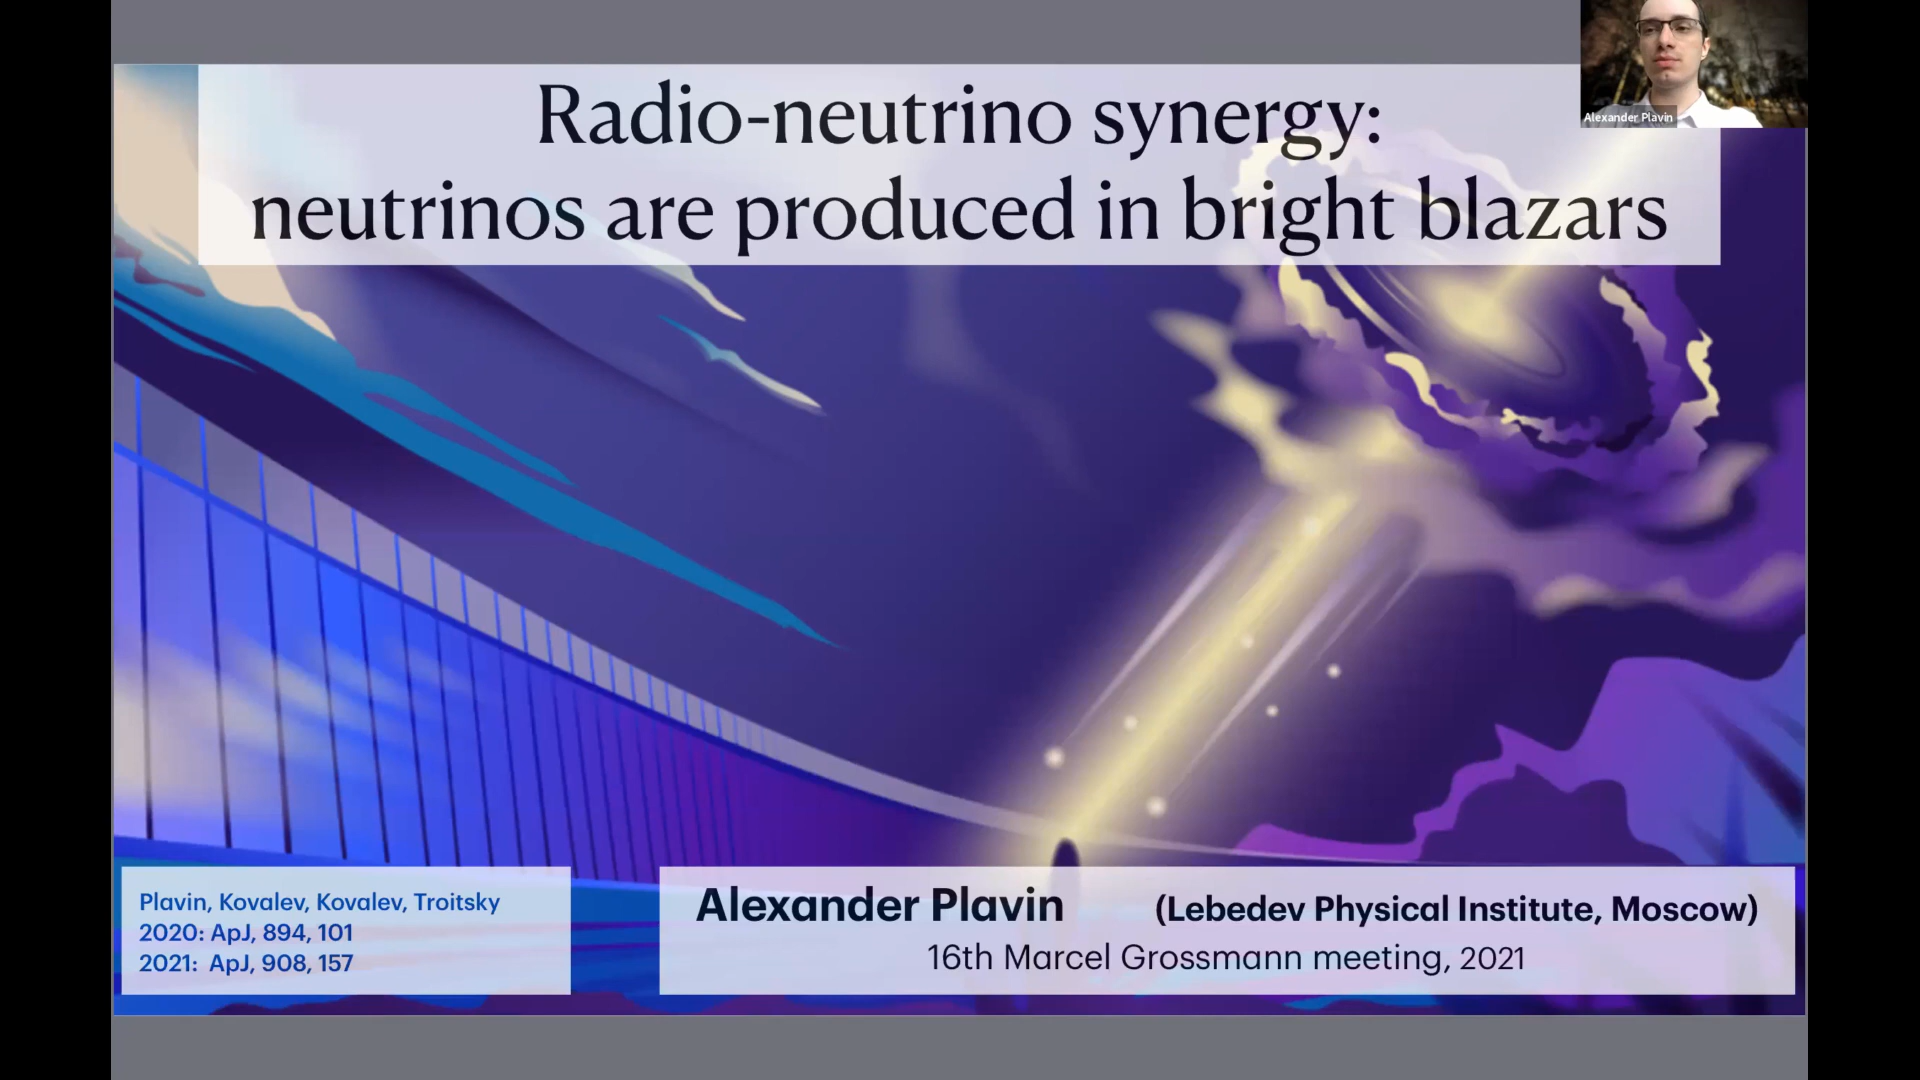 Alexander Plavin
Radio-neutrino synergy:
neutrinos are produced in bright blazars
Plavin, Kovalev, Kovalev, Troitsky
2020: ApJ, 894, 101
2021: ApJ, 908, 157
Alexander Plavin (Lebedev Physical Institute, Moscow)
16th Marcel Grossmann meeting, 2021